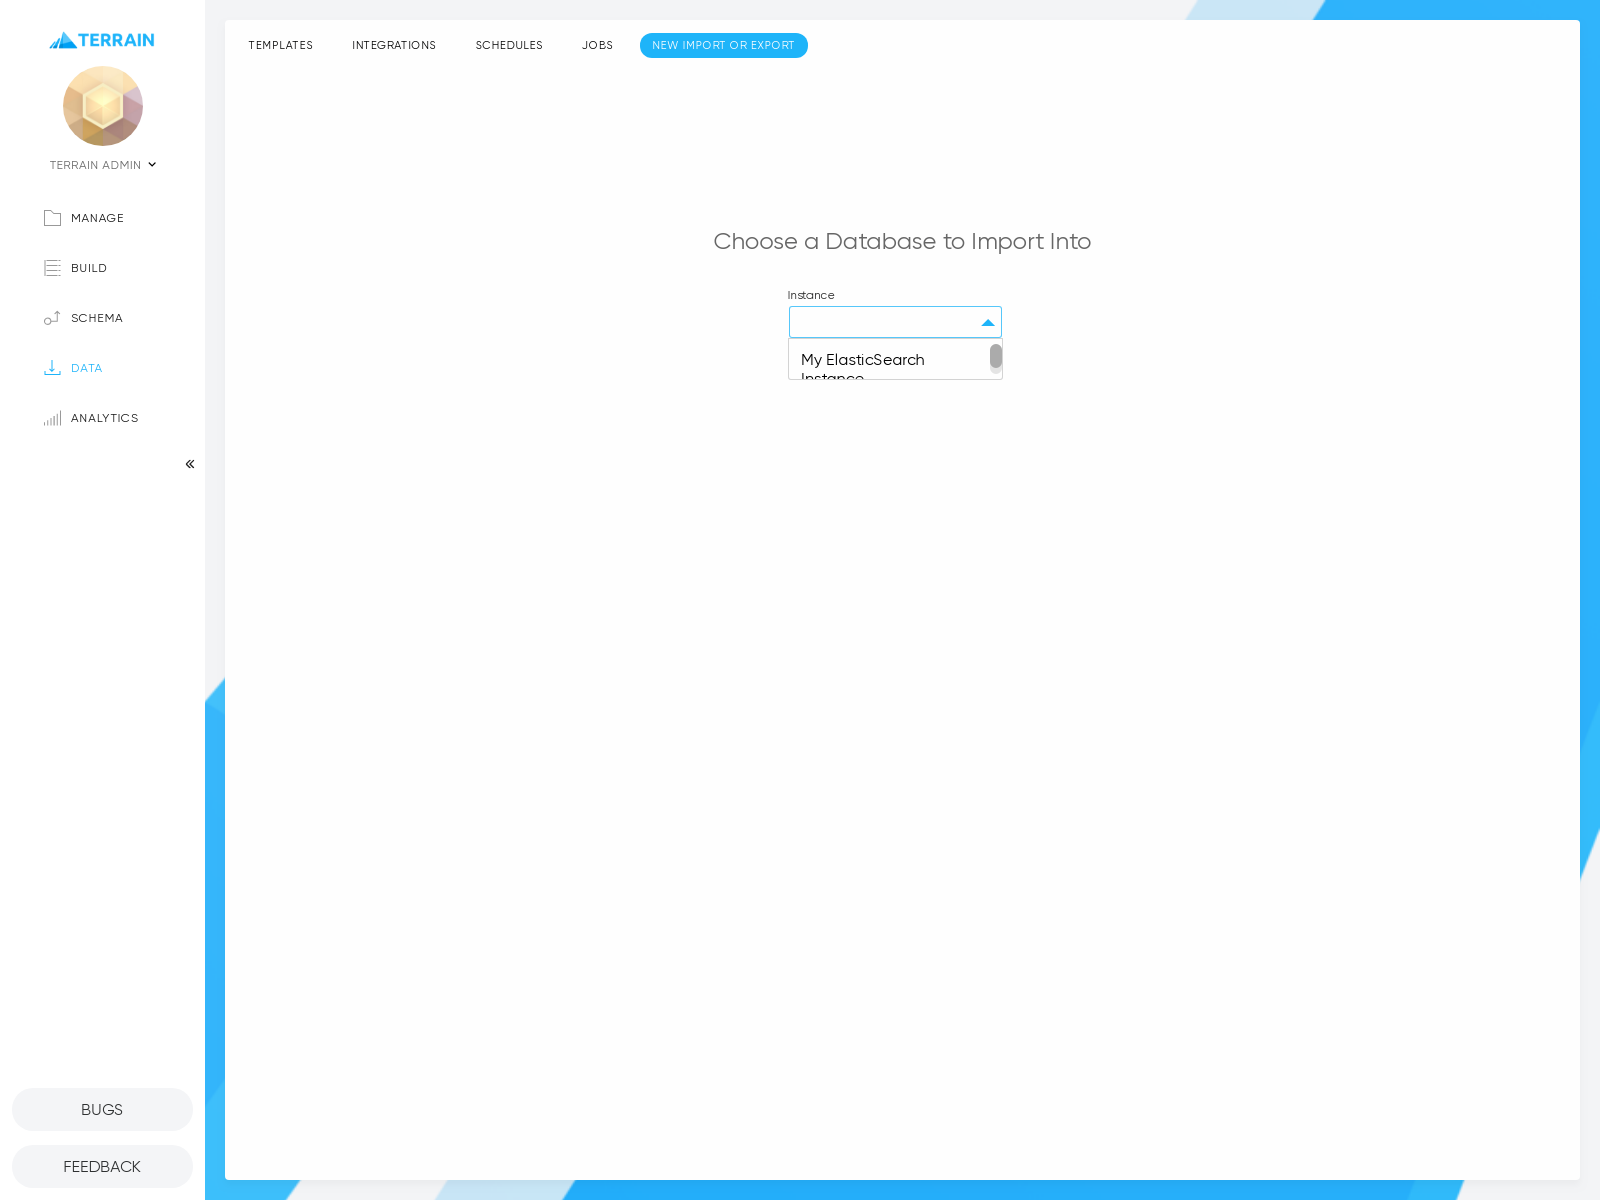 TERRAIN
TERRAIN ADMIN
MANAGE
BUILD
SCHEMA
DATA
ANALYTICS
BUGS
FEEDBACK
TEMPLATES INTEGRATIONS SCHEDULES JOBS NEW IMPORT OR EXPORT
Choose a Database to Import Into
Instance
My ElasticSearch
Instance